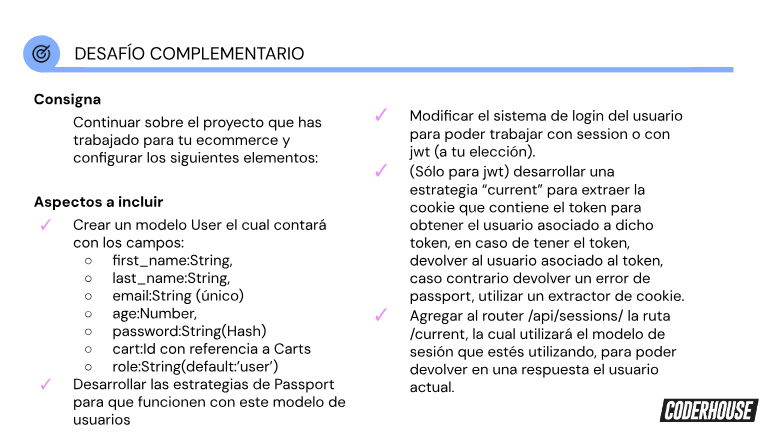 DESAFÍO COMPLEMENTARIO
Consigna
Continuar sobre el proyecto que has
trabajado para tu ecommerce y
configurar los siguientes elementos:
Aspectos a incluir
✓ Crear un modelo User el cual contará
con los campos:
○ first_name:String,
○ last_name:String,
○ email:String (único)
○ age:Number,
○ password:String(Hash)
○ cart:Id con referencia a Carts
○ role:String(default:’user’)
✓ Desarrollar las estrategias de Passport
para que funcionen con este modelo de
usuarios
✓ Modificar el sistema de login del usuario
para poder trabajar con session o con
jwt (a tu elección).
✓ (Sólo para jwt) desarrollar una
estrategia “current” para extraer la
cookie que contiene el token para
obtener el usuario asociado a dicho
token, en caso de tener el token,
devolver al usuario asociado al token,
caso contrario devolver un error de
passport, utilizar un extractor de cookie.
✓ Agregar al router /api/sessions/ la ruta
/current, la cual utilizará el modelo de
sesión que estés utilizando, para poder
devolver en una respuesta el usuario
actual.
CODERHOUSE